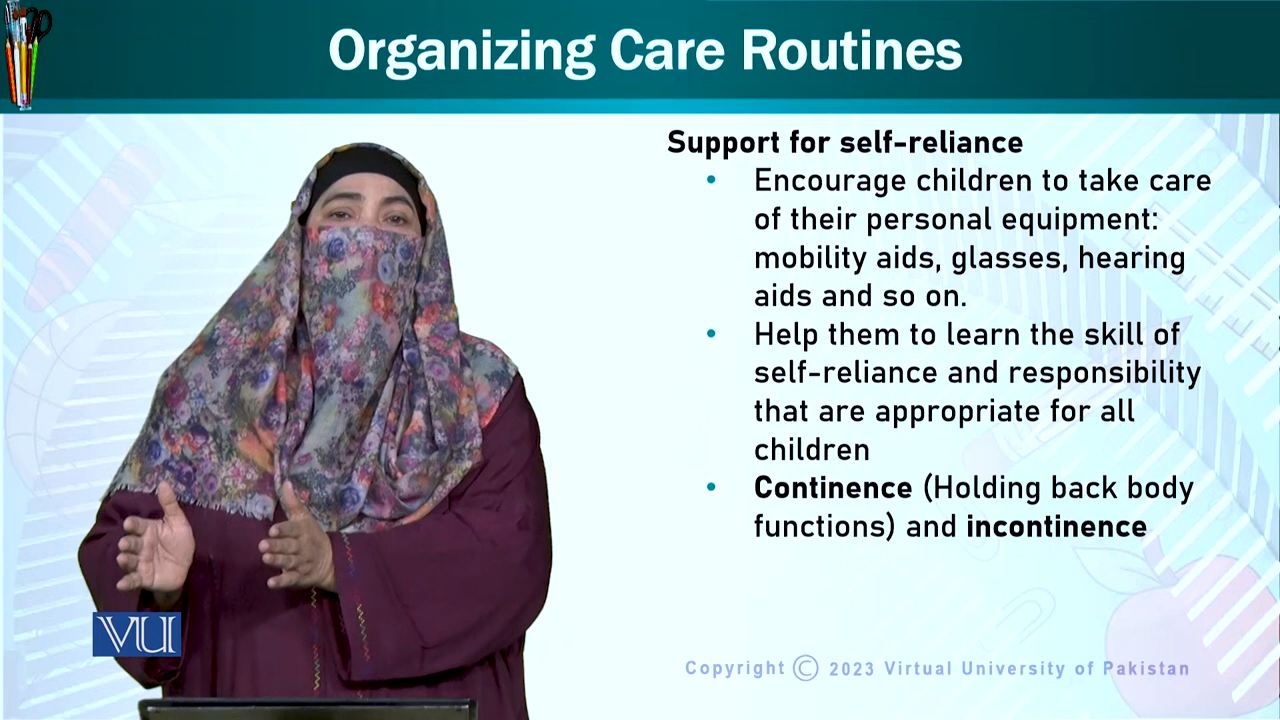 Organizing Care Routines
Support for self-reliance
• Encourage children to take care
of their personal equipment:
mobility aids, glasses, hearing
aids and so on.
• Help them to learn the skill of
self-reliance and responsibility
that are appropriate for all
children
• Continence (Holding back body
functions) and incontinence
VU
Copyright © 2023 Virtual University of Pakistan